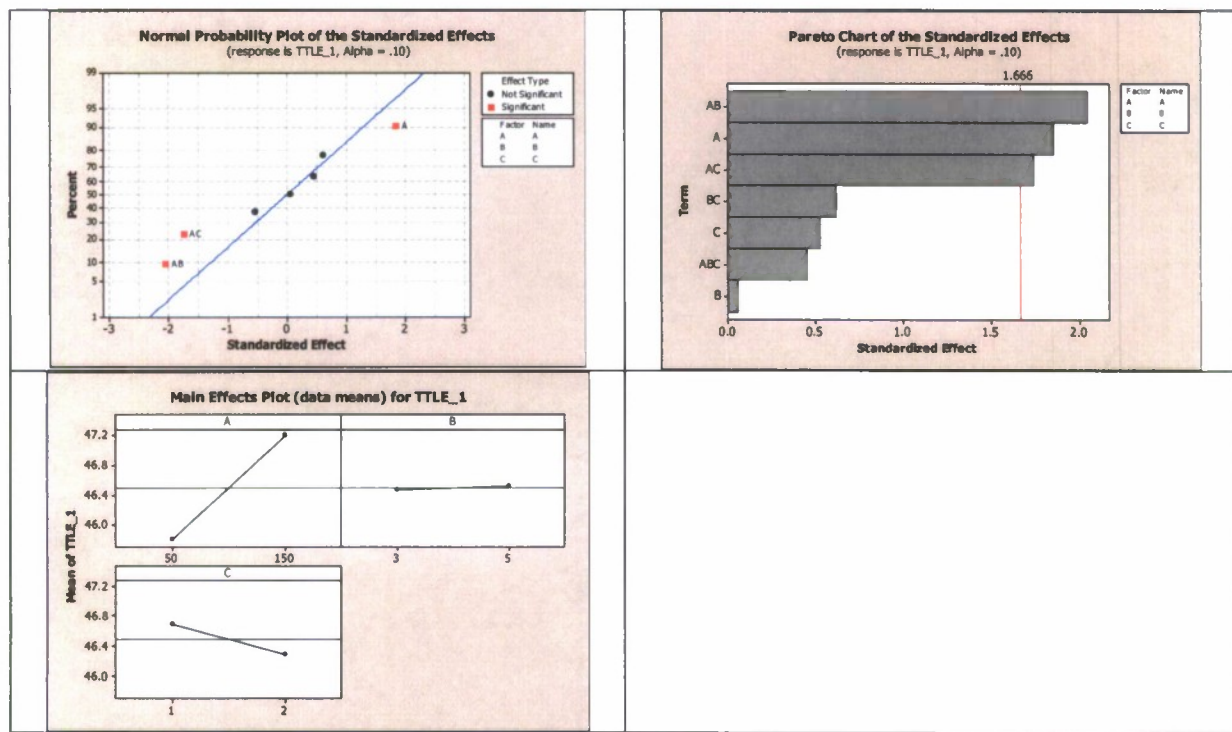 Normal Probability Plot of the Standardized Effects
(response is TTLE_1, Alpha = .10)
99
95
90
80
70
60
50
40
30
20
10
5
1
Percent
-3 -2 -1 0 1 2 3
Standardized Effect
A
AC
AB
Effect Type
Not Significant
Significant
Factor Name
A A
B B
C C
Pareto Chart of the Standardized Effects
(response is TTLE_1, Alpha = .10)
1.666
Term
AB
A
AC
BC
C
ABC
B
0.0 0.5 1.0 1.5 2.0
Standardized Effect
Factor Name
A A
B B
C C
Main Effects Plot (data means) for TTLE_1
Mean of TTLE_1
A B
47.2
46.8
46.4
46.0
50 150 3 5
C
47.2
46.8
46.4
46.0
1 2